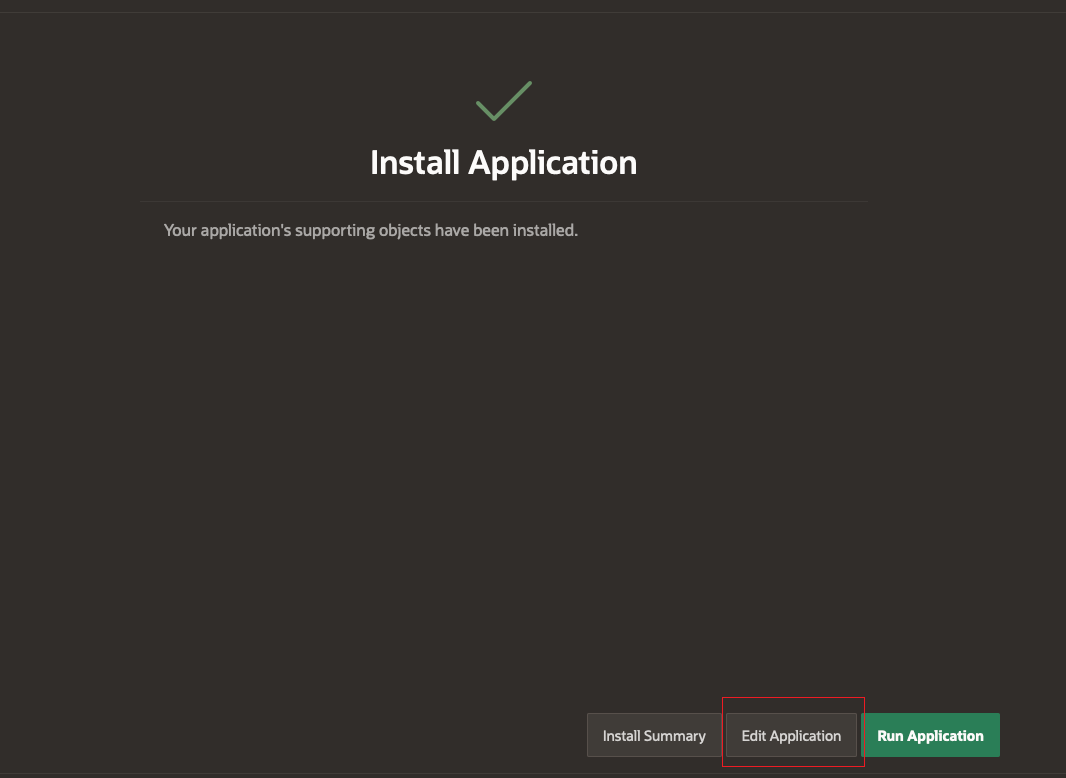 Install Application
Your application's supporting objects have been installed.
Install Summary
Edit Application
Run Application